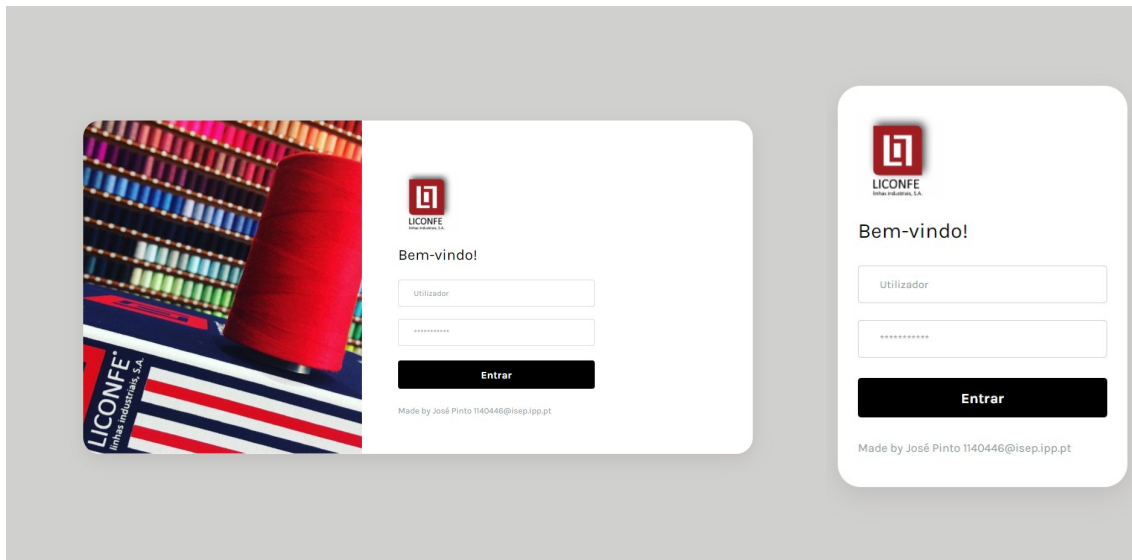 LICONFE
linhas industriais, S.A.
Bem-vindo!
Utilizador
***********
Entrar
Made by José Pinto 1140446@isep.ipp.pt
LICONFE®
linhas industriais, S.A.
LICONFE
linhas industriais, S.A.
Bem-vindo!
Utilizador
***********
Entrar
Made by José Pinto 1140446@isep.ipp.pt